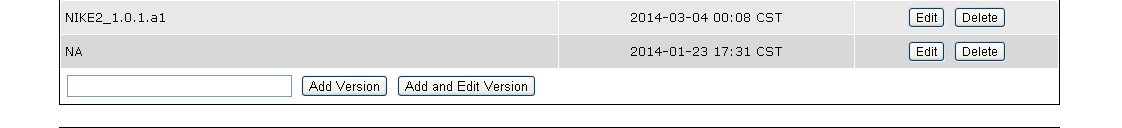 NIKE2_1.0.1.a1 2014-03-04 00:08 CST Edit Delete
NA 2014-01-23 17:31 CST Edit Delete
Add Version Add and Edit Version